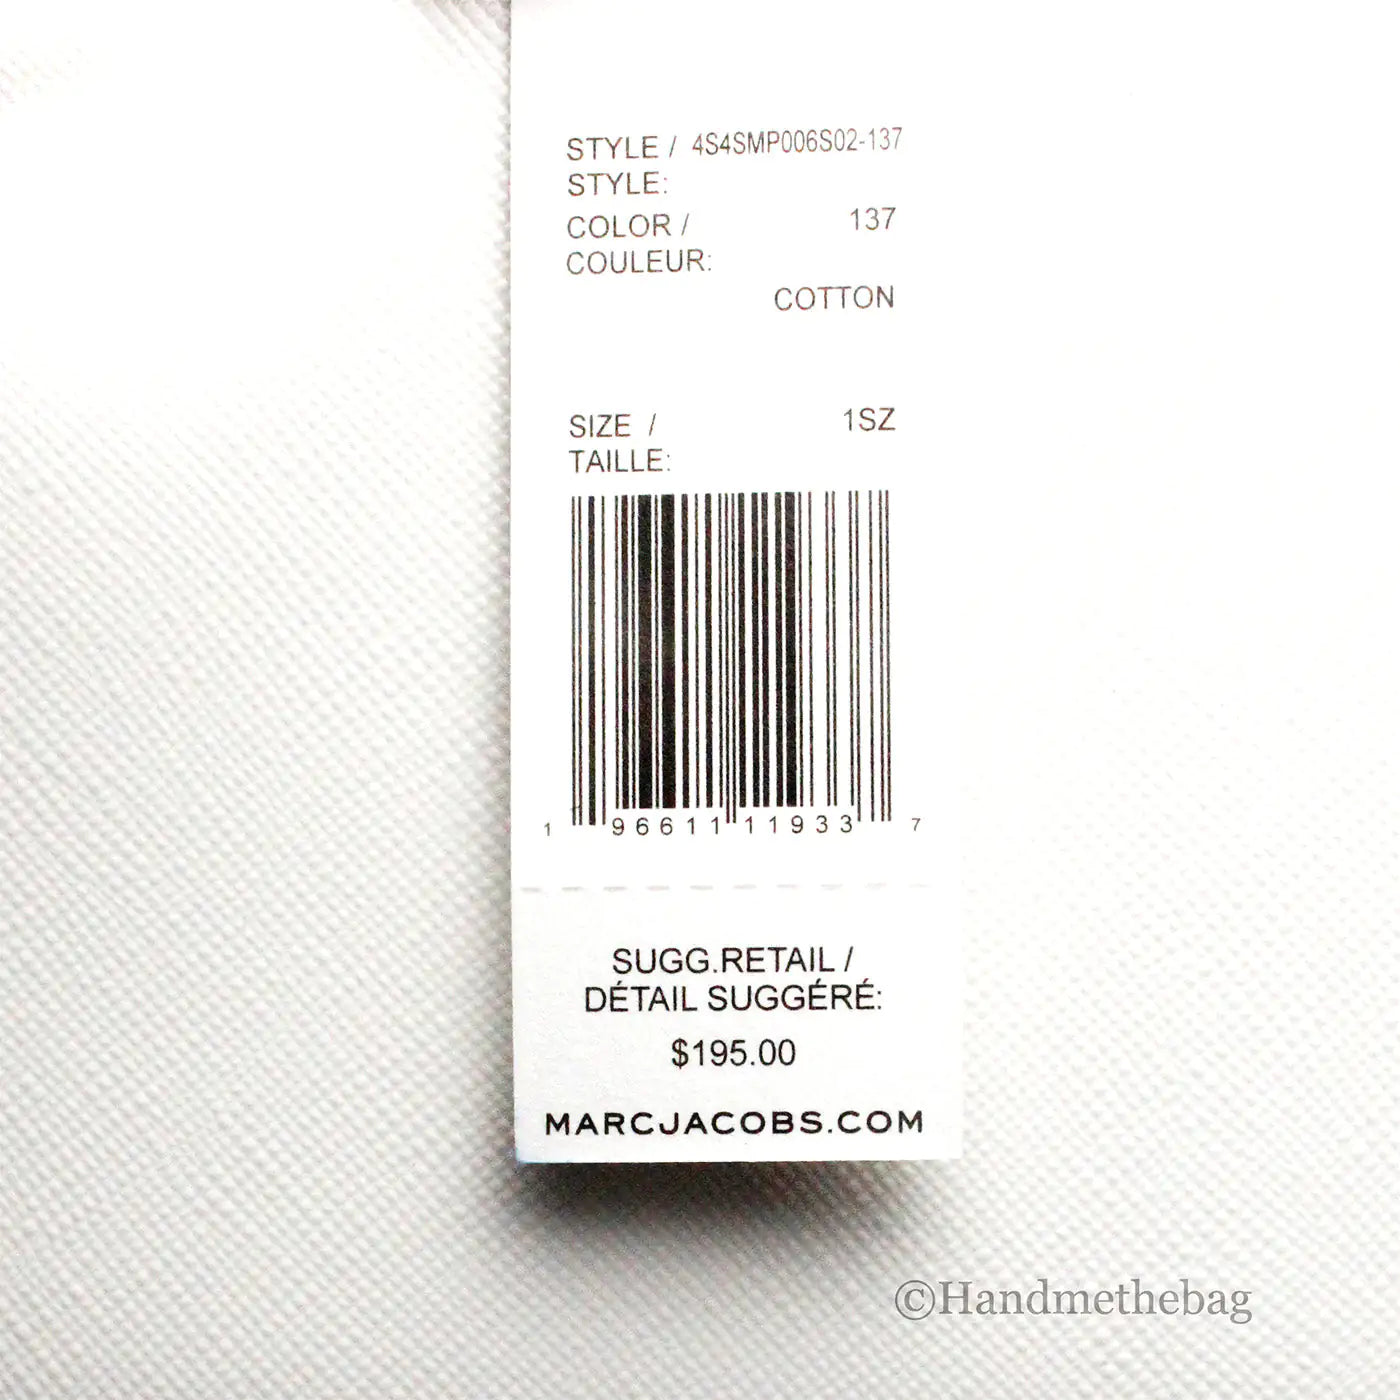 STYLE / 4S4SMP006S02-137
STYLE:
COLOR / 137
COULEUR:
COTTON
SIZE / 1SZ
TAILLE:
1 96611 11933 7
SUGG.RETAIL /
DÉTAIL SUGGÉRÉ:
$195.00
MARCJACOBS.COM
©Handmethebag